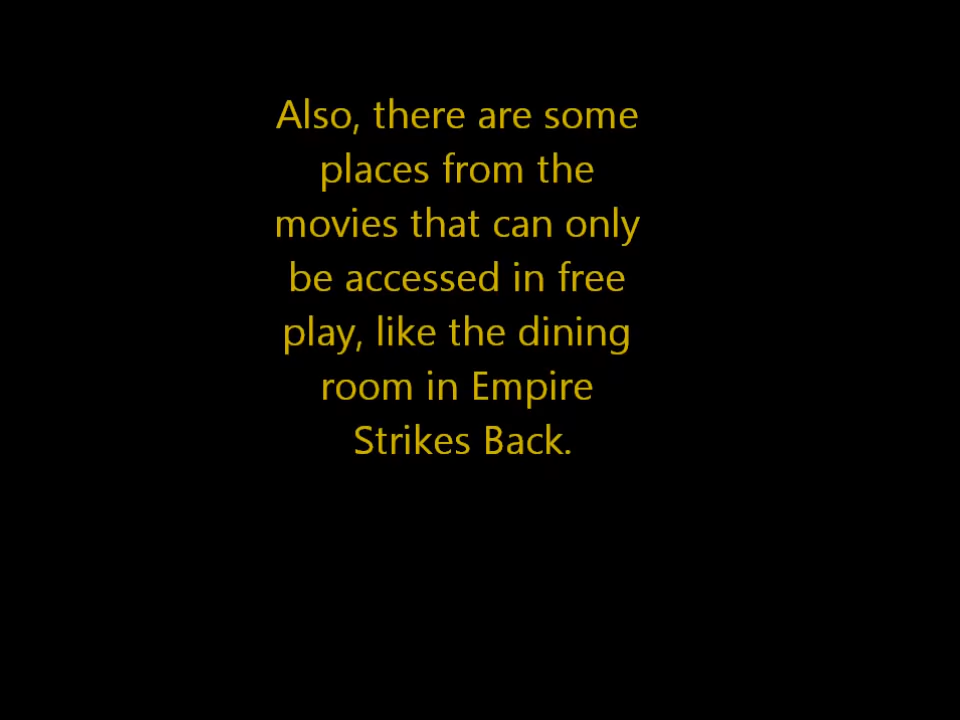 Also, there are some
places from the
movies that can only
be accessed in free
play, like the dining
room in Empire
Strikes Back.